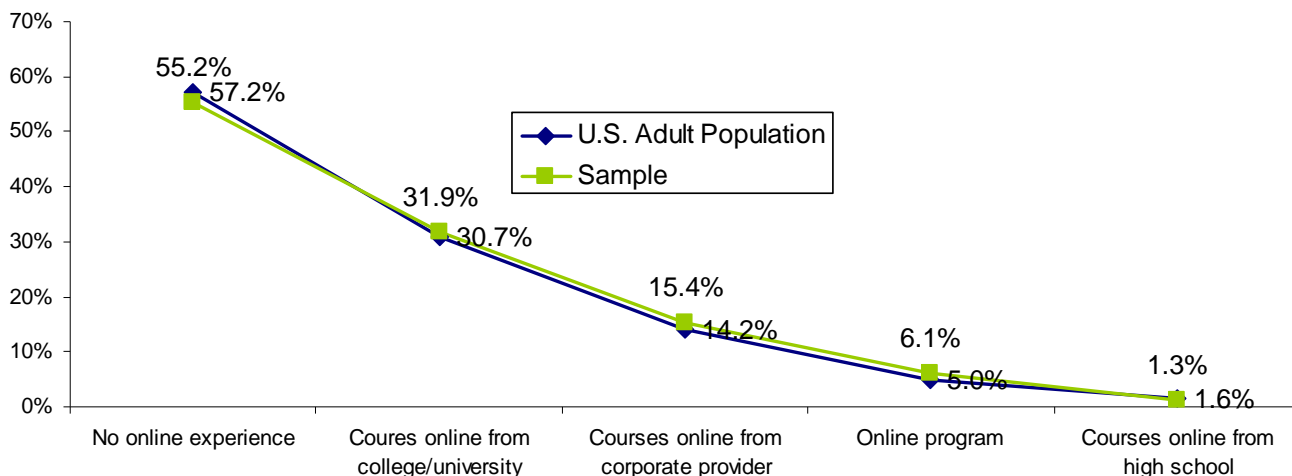 70%
60%
50%
40%
30%
20%
10%
0%
55.2%
57.2%
31.9%
30.7%
15.4%
14.2%
6.1%
5.0%
1.3%
1.6%
U.S. Adult Population
Sample
No online experience
Coures online from
college/university
Courses online from
corporate provider
Online program
Courses online from
high school